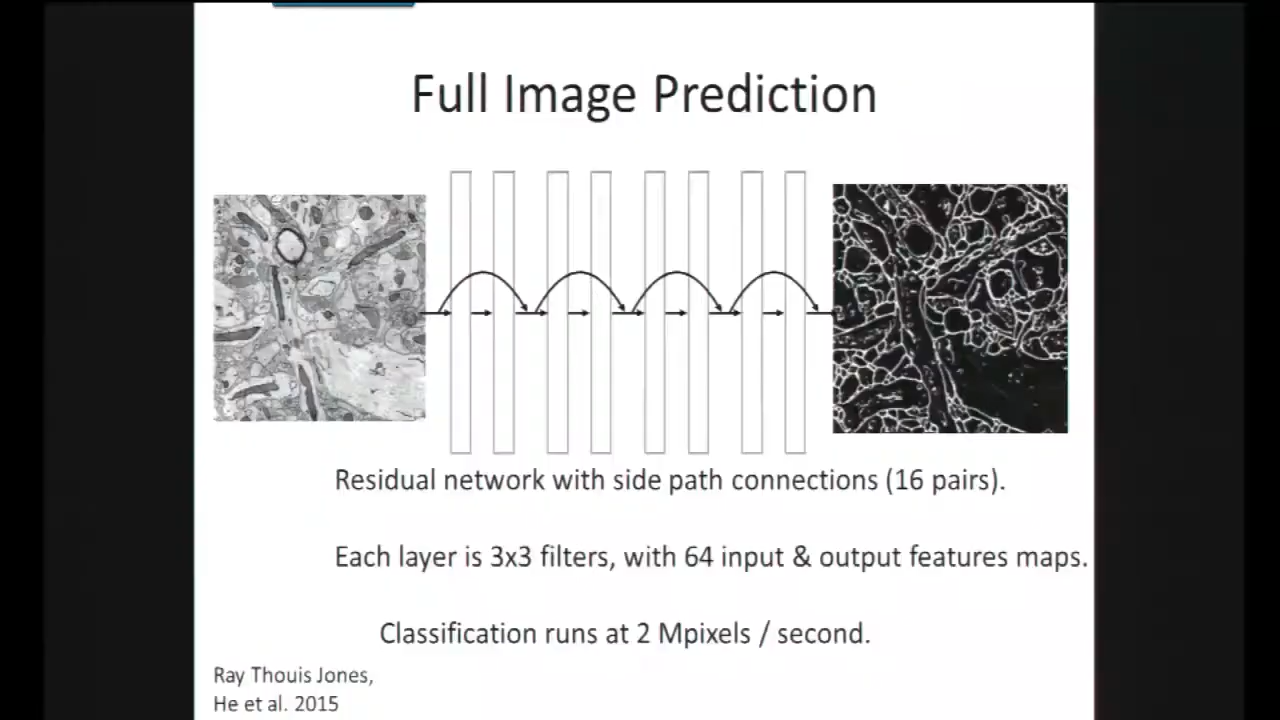 Full Image Prediction
Residual network with side path connections (16 pairs).
Each layer is 3x3 filters, with 64 input & output features maps.
Classification runs at 2 Mpixels / second.
Ray Thouis Jones,
He et al. 2015